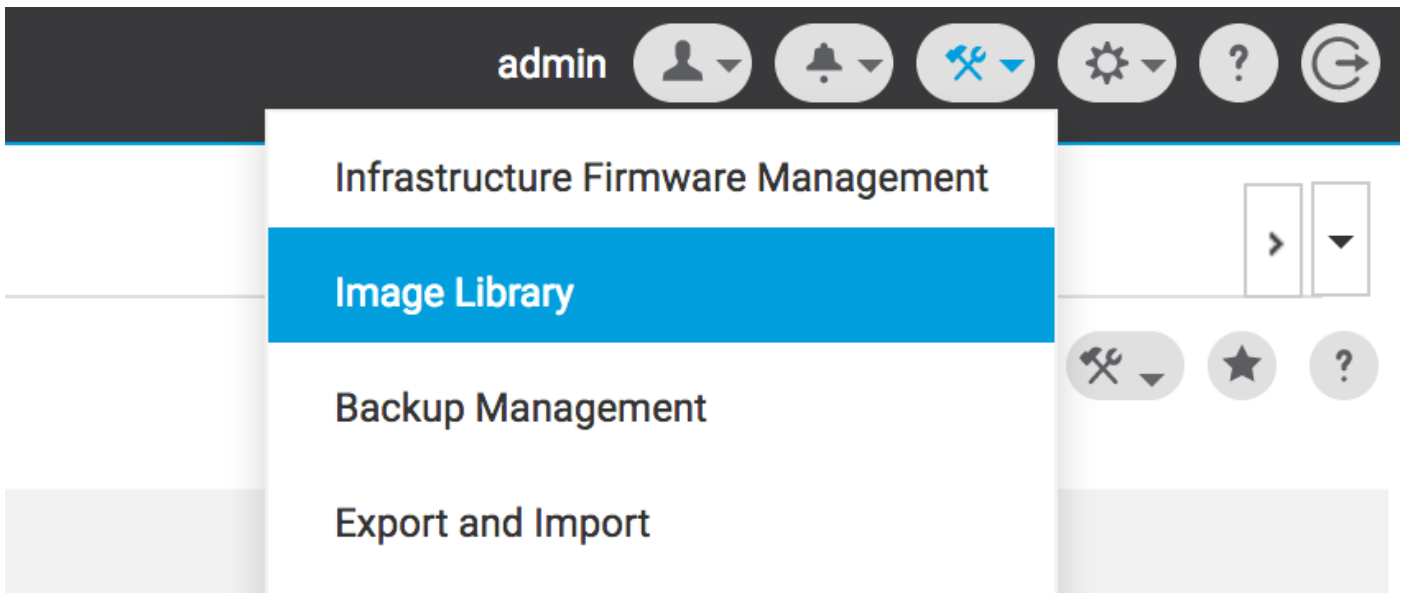 admin
Infrastructure Firmware Management
Image Library
Backup Management
Export and Import